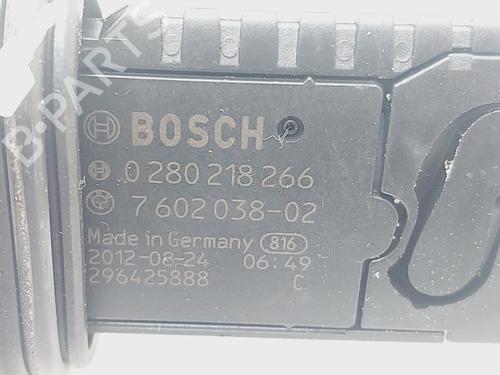 B-PARTS
BOSCH
0 280 218 266
7 602 038-02
Made in Germany 816
2012-08-24 06:49
296425888 C